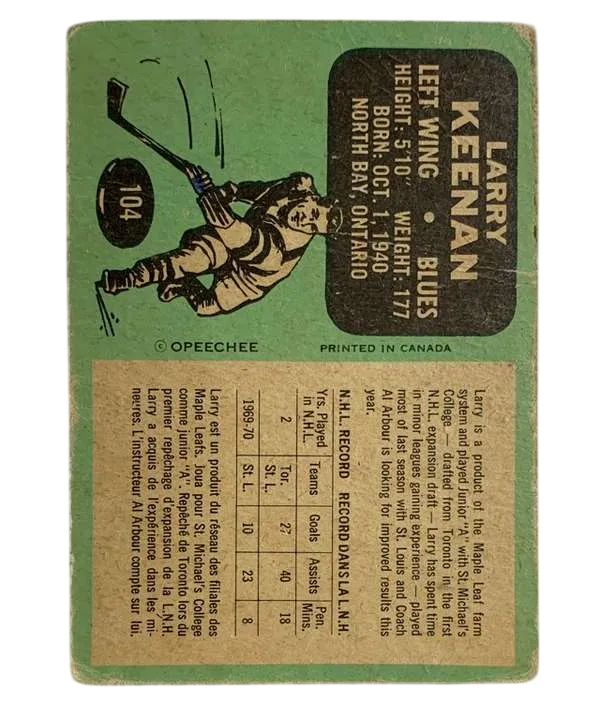 LARRY
KEENAN
LEFT WING • BLUES
HEIGHT: 5'10" WEIGHT: 177
BORN: OCT. 1, 1940
NORTH BAY, ONTARIO
104
© OPEECHEE
PRINTED IN CANADA
Larry is a product of the Maple Leaf farm
system and played Junior "A" with St. Michael's
College — drafted from Toronto in the first
N.H.L. expansion draft — Larry has spent time
in minor leagues gaining experience — played
most of last season with St. Louis and Coach
Al Arbour is looking for improved results this
year.
N.H.L. RECORD RECORD DANS LA L.N.H.
Yrs. Played in N.H.L. Teams Goals Assists Pen. Mins.
2 Tor. St. L. 27 40 18
1969-70 St. L. 10 23 8
Larry est un produit du réseau des filiales des
Maple Leafs. Joua pour St. Michael's College
comme junior "A". Repêché de Toronto lors du
premier repêchage d'expansion de la L.N.H.
Larry a acquis de l'expérience dans les mi-
neures. L'instructeur Al Arbour compte sur lui.